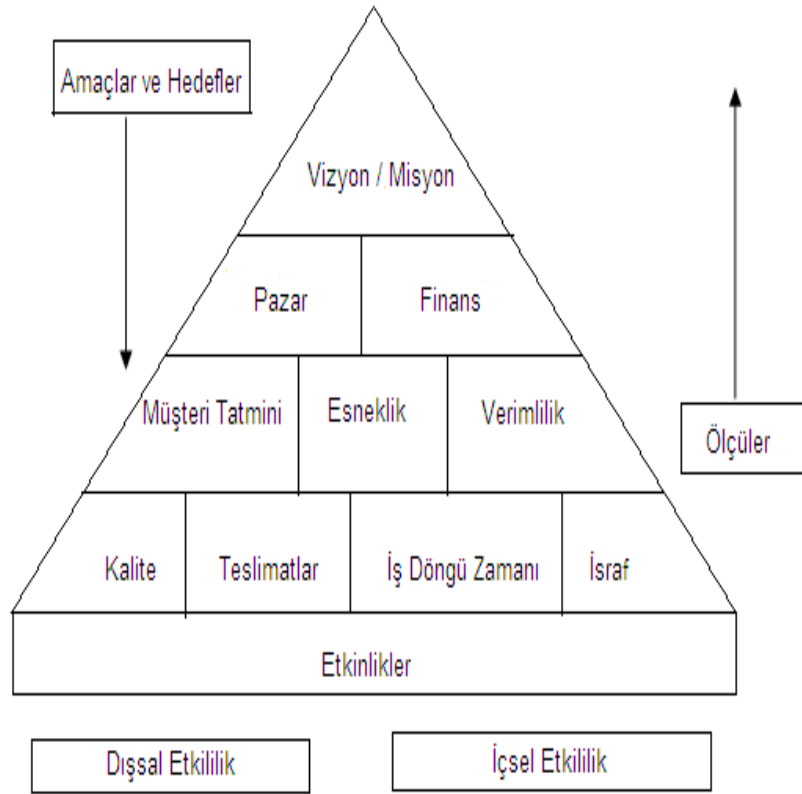 Amaçlar ve Hedefler
Vizyon / Misyon
Pazar
Finans
Müşteri Tatmini
Esneklik
Verimlilik
Ölçüler
Kalite
Teslimatlar
İş Döngü Zamanı
İsraf
Etkinlikler
Dışsal Etkililik
İçsel Etkililik